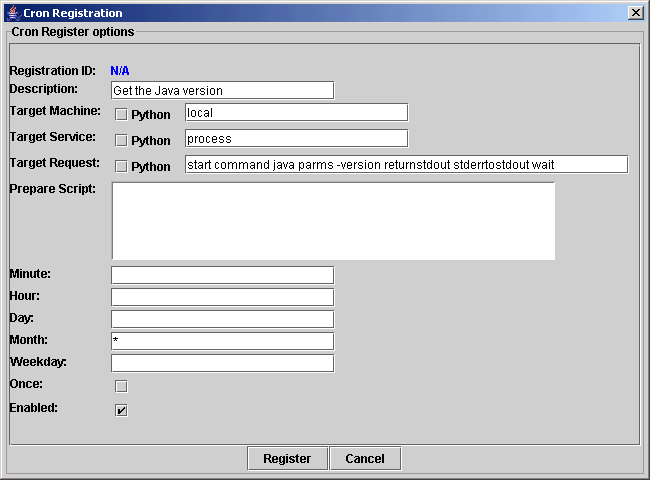 Cron Registration
Cron Register options
Registration ID: N/A
Description: Get the Java version
Target Machine: Python local
Target Service: Python process
Target Request: Python start command java parms -version returnstdout stderrtostdout wait
Prepare Script:
Minute:
Hour:
Day:
Month: *
Weekday:
Once:
Enabled:
Register Cancel